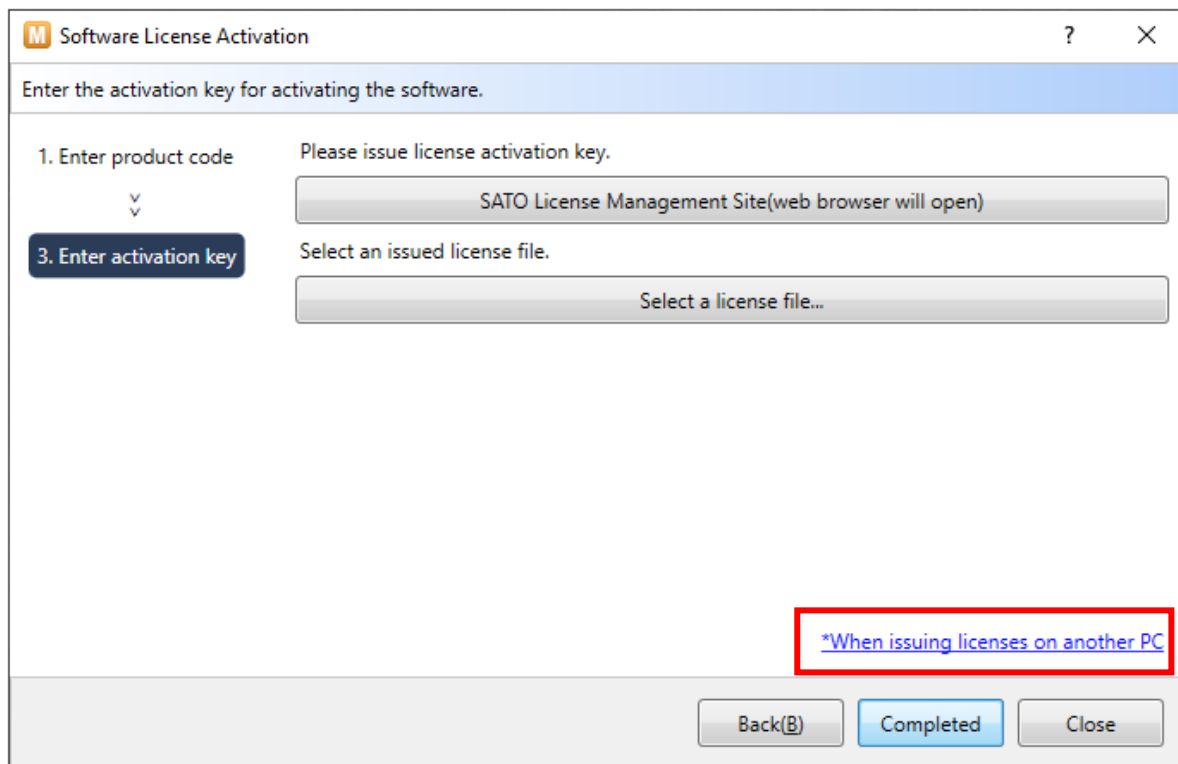 M Software License Activation ?
Enter the activation key for activating the software.
1. Enter product code
3. Enter activation key
Please issue license activation key.
SATO License Management Site(web browser will open)
Select an issued license file.
Select a license file...
*When issuing licenses on another PC
Back(B) Completed Close